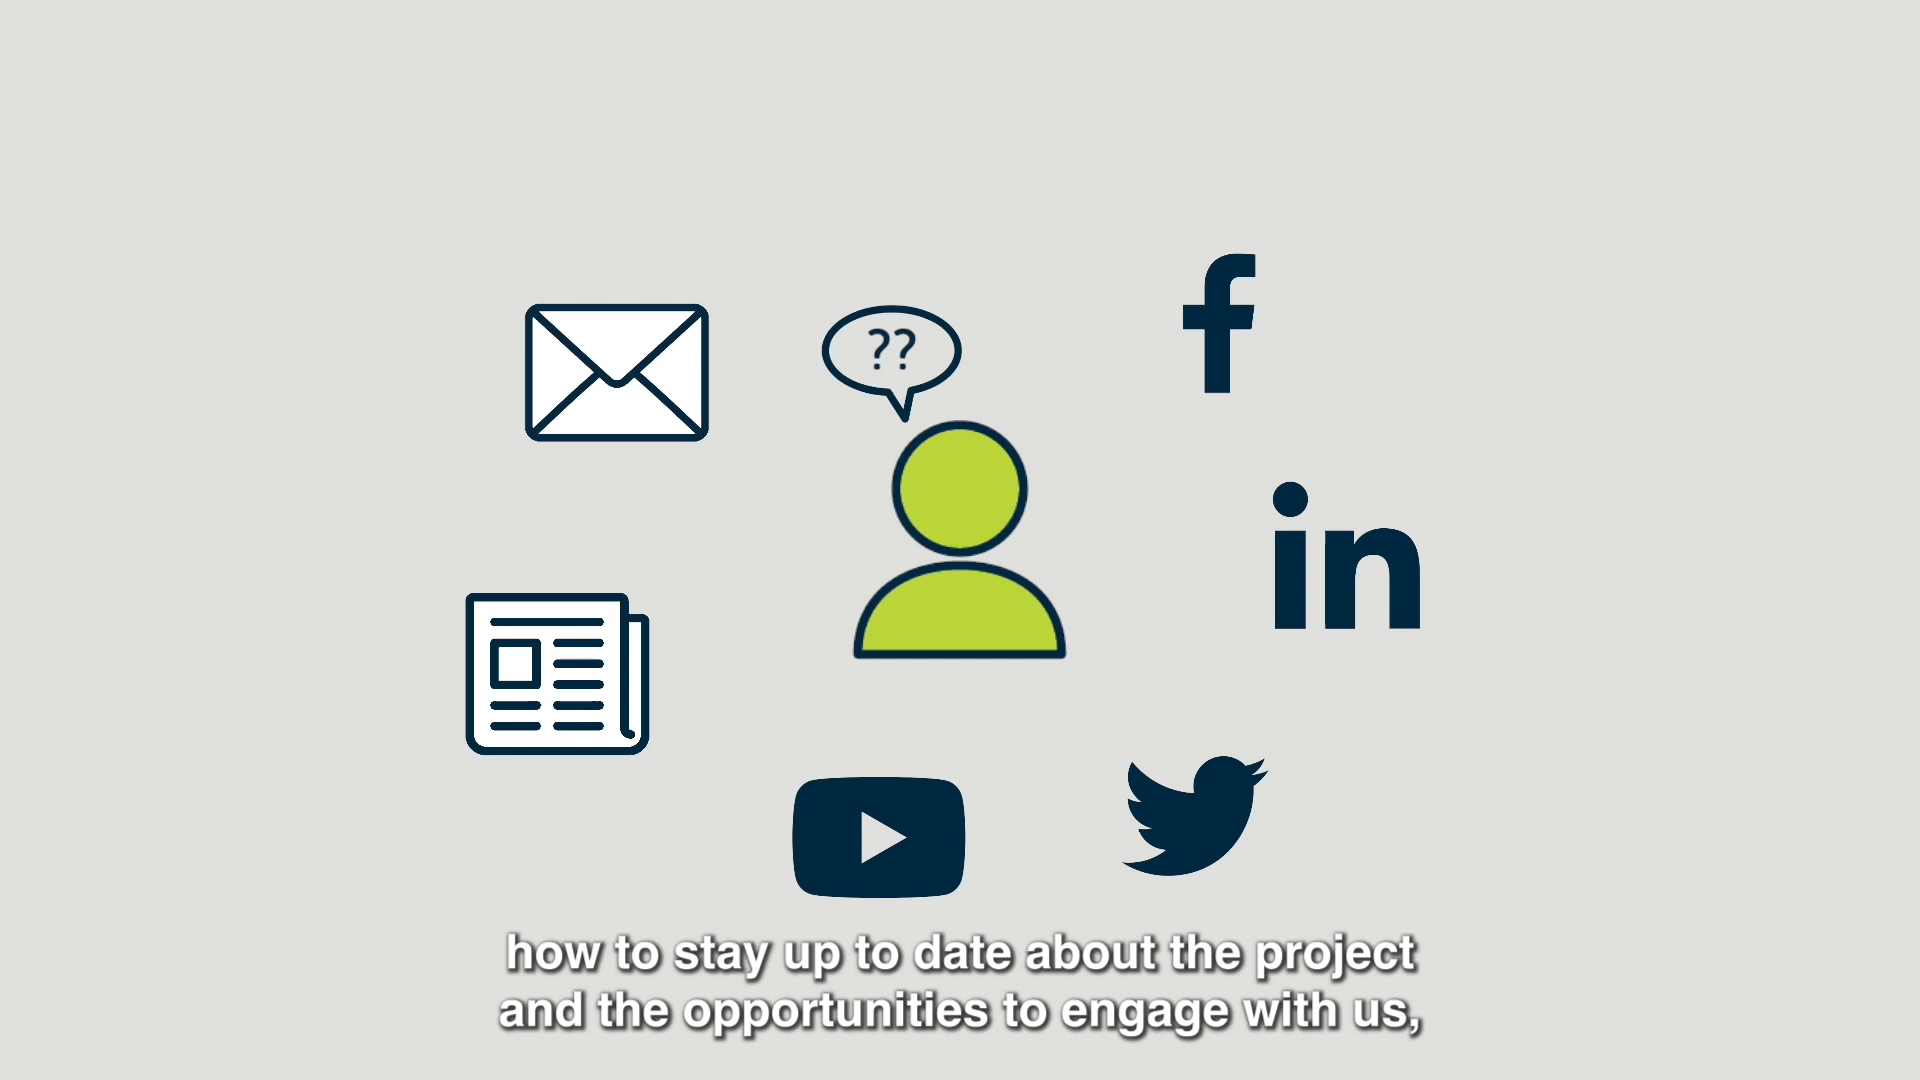 ??
f
in
how to stay up to date about the project
and the opportunities to engage with us,